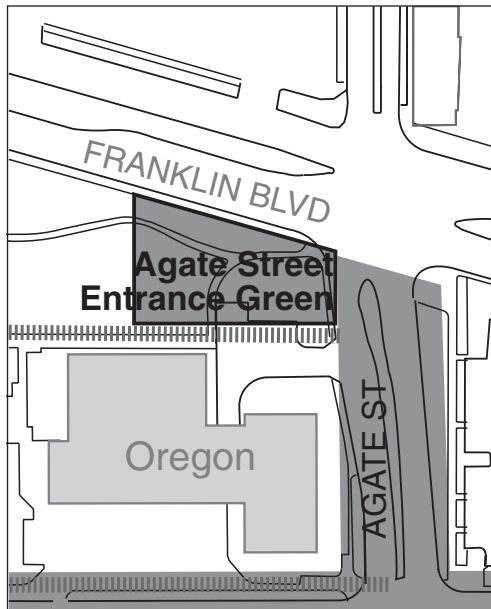 FRANKLIN BLVD
Agate Street
Entrance Green
Oregon
AGATE ST